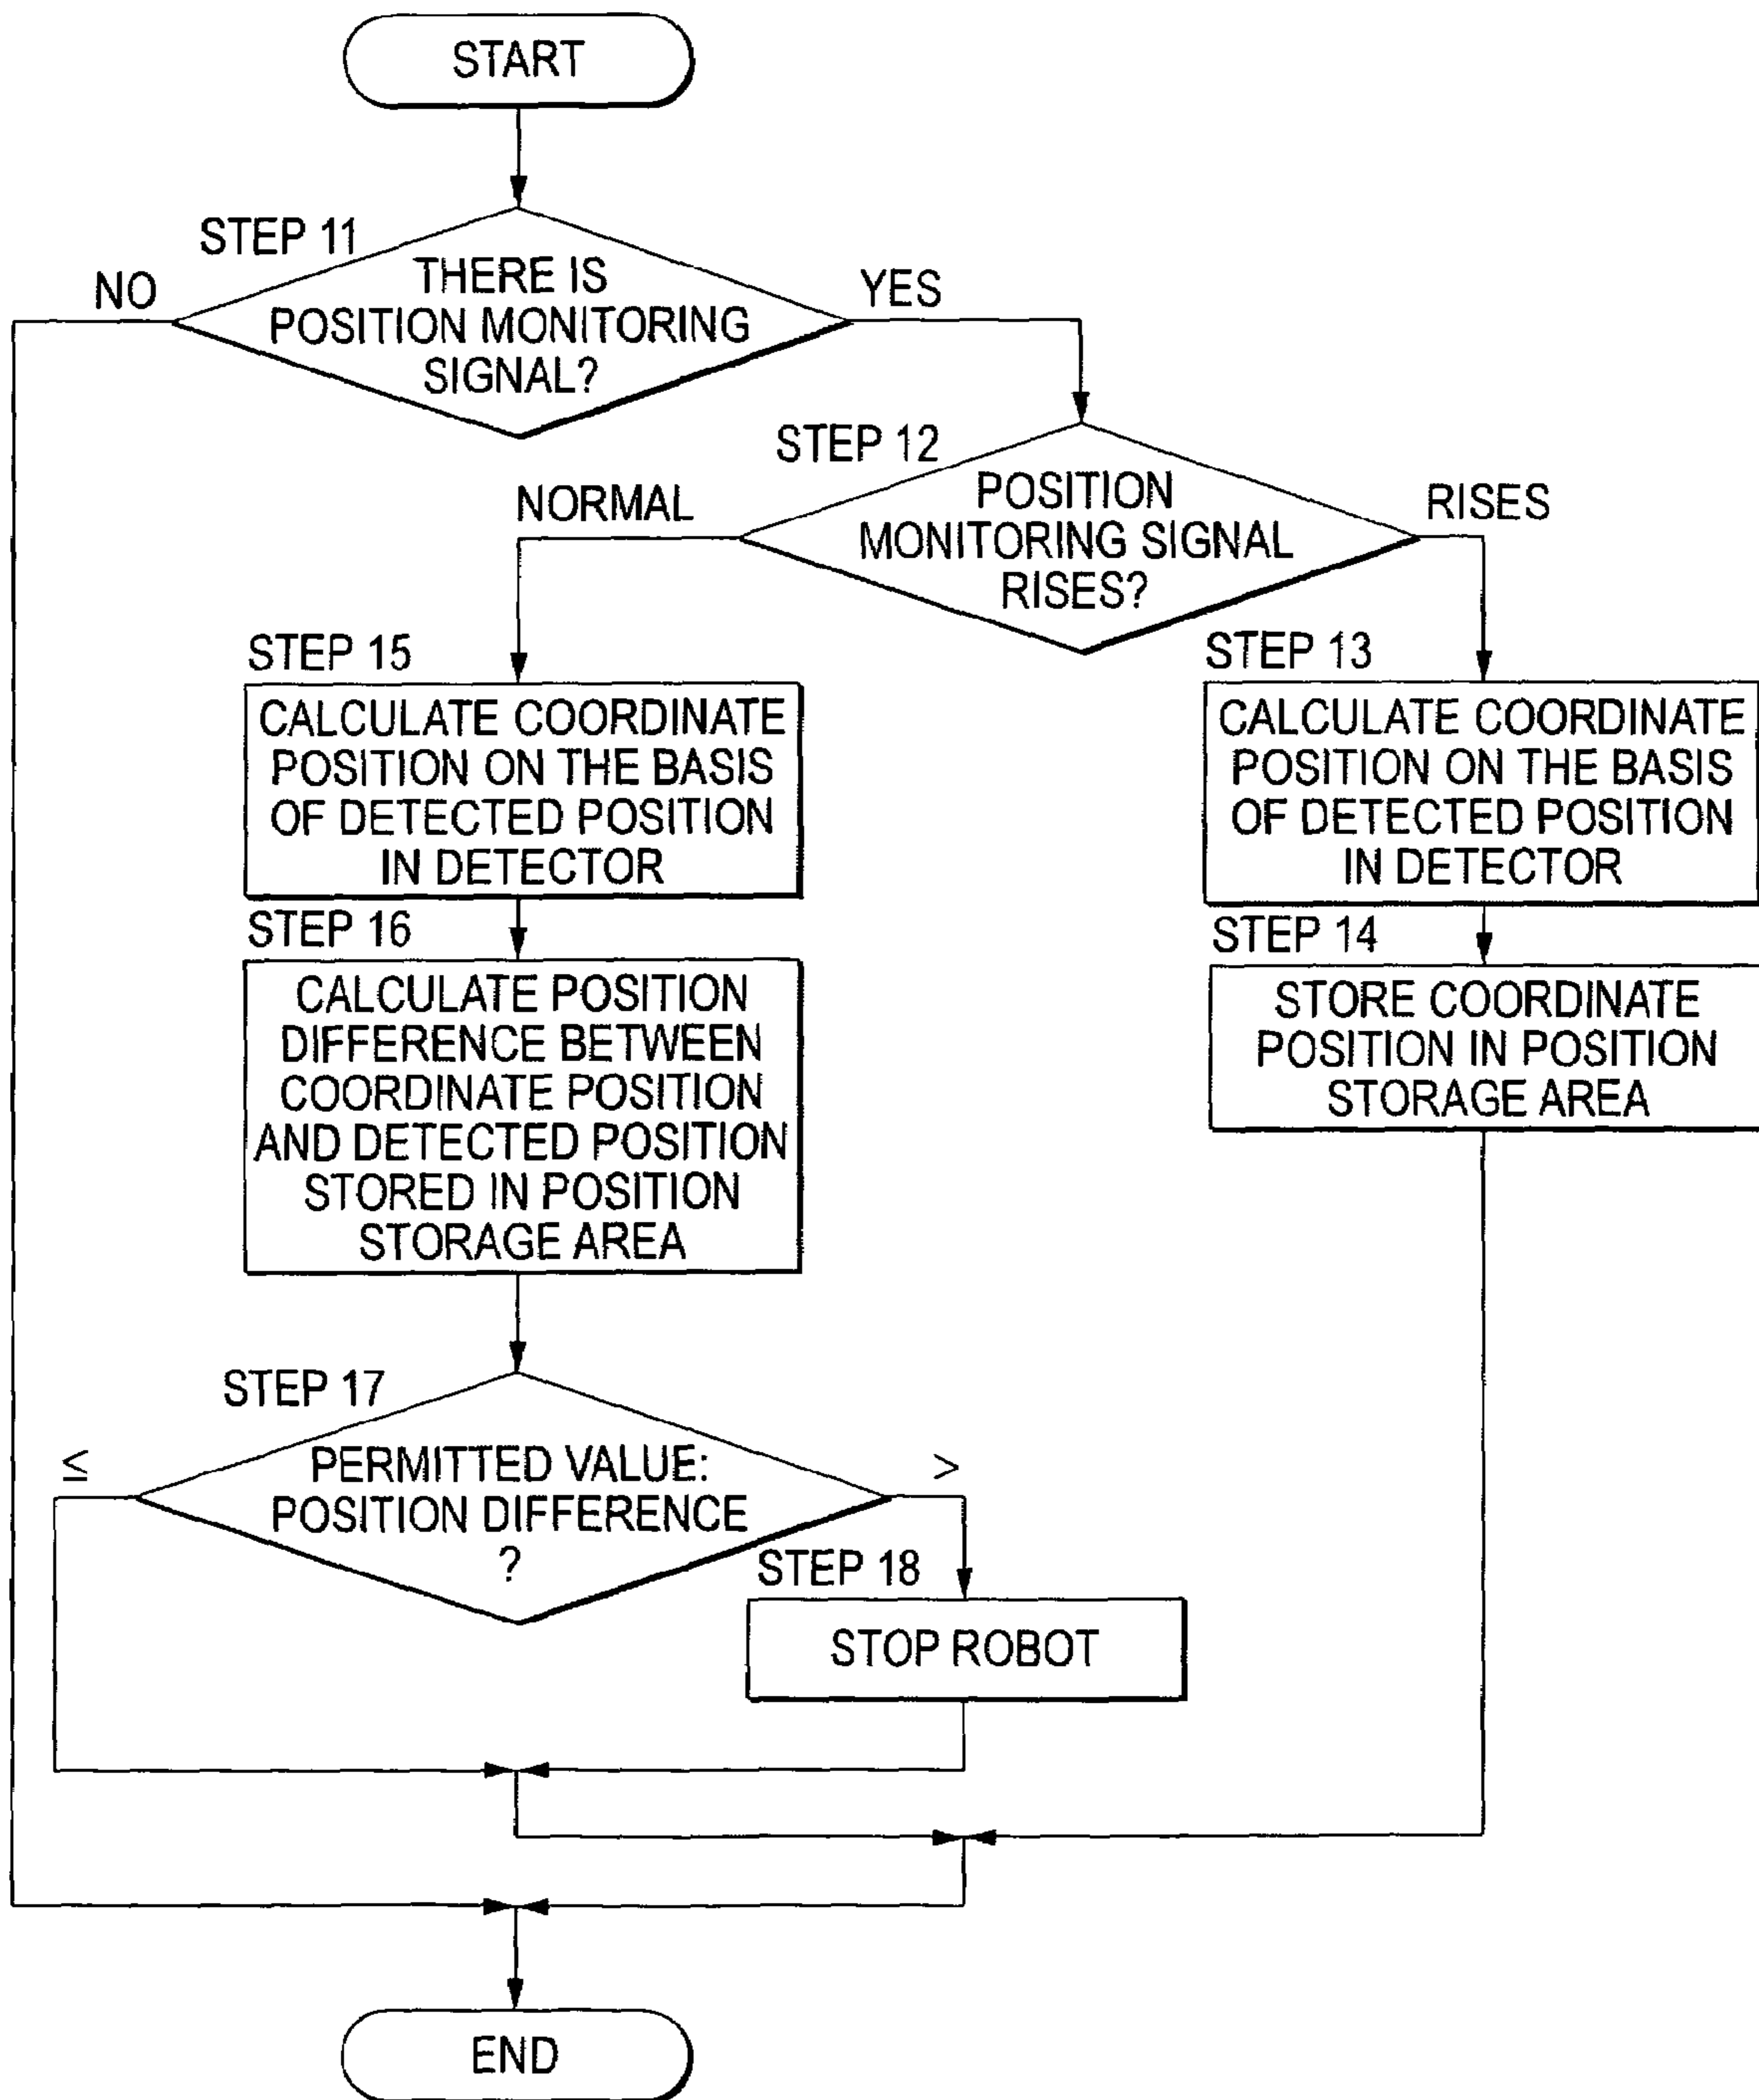 START
STEP 11
THERE IS
POSITION MONITORING
SIGNAL?
NO
YES
STEP 12
POSITION
MONITORING SIGNAL
RISES?
NORMAL
RISES
STEP 15
CALCULATE COORDINATE
POSITION ON THE BASIS
OF DETECTED POSITION
IN DETECTOR
STEP 13
CALCULATE COORDINATE
POSITION ON THE BASIS
OF DETECTED POSITION
IN DETECTOR
STEP 16
CALCULATE POSITION
DIFFERENCE BETWEEN
COORDINATE POSITION
AND DETECTED POSITION
STORED IN POSITION
STORAGE AREA
STEP 14
STORE COORDINATE
POSITION IN POSITION
STORAGE AREA
STEP 17
PERMITTED VALUE:
POSITION DIFFERENCE
?
≤
>
STEP 18
STOP ROBOT
END